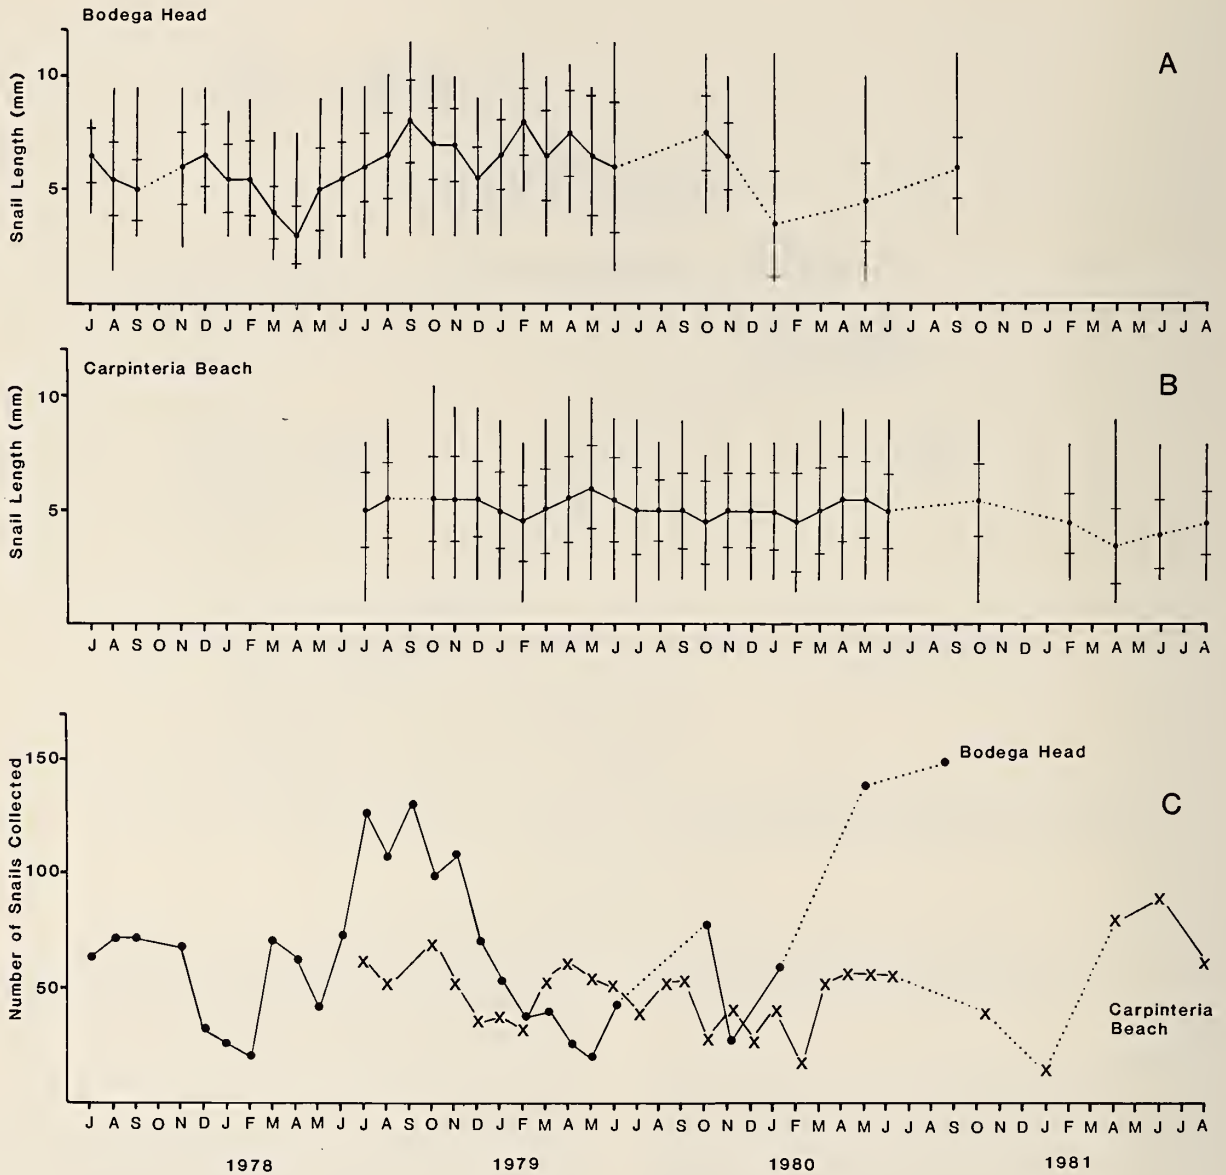 Bodega Head
A
Snail Length (mm)
10
5
J A S O N D J F M A M J J A S O N D J F M A M J J A S O N D J F M A M J J A S O N D J F M A M J J A
Carpinteria Beach
B
Snail Length (mm)
10
5
J A S O N D J F M A M J J A S O N D J F M A M J J A S O N D J F M A M J J A S O N D J F M A M J J A
Number of Snails Collected
150
100
50
Bodega Head
C
Carpinteria
Beach
J A S O N D J F M A M J J A S O N D J F M A M J J A S O N D J F M A M J J A S O N D J F M A M J J A
1978 1979 1980 1981